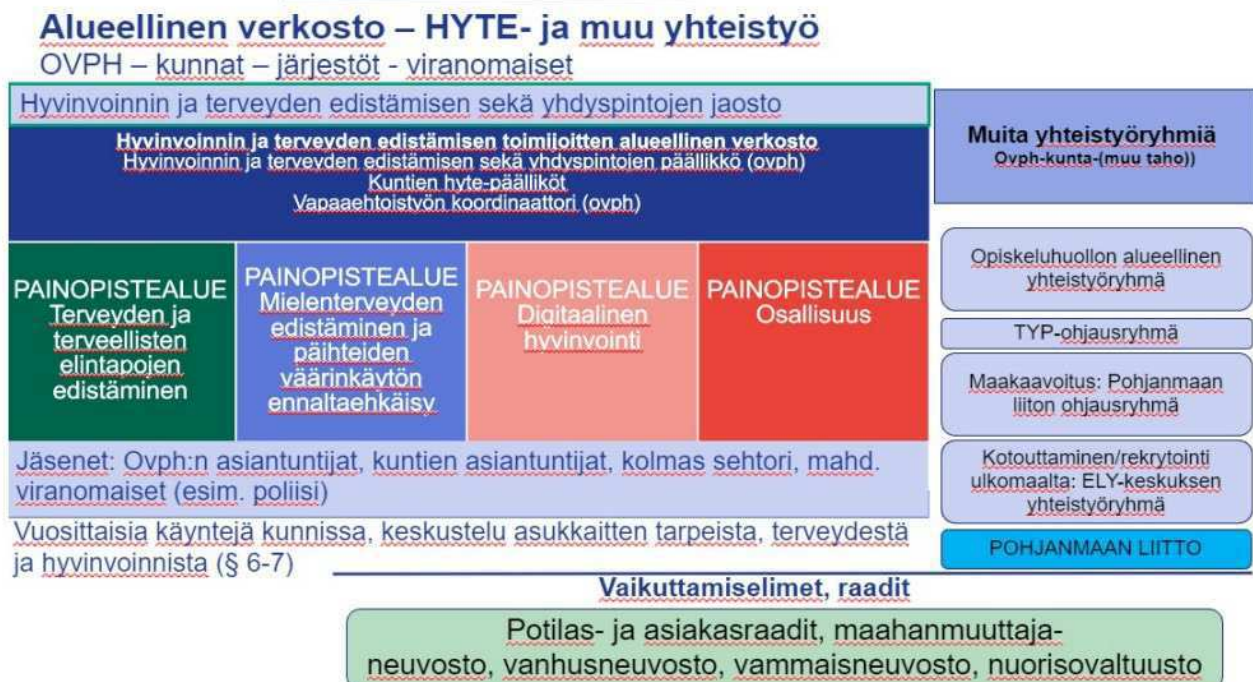 Alueellinen verkosto – HYTE- ja muu yhteistyö
OVPH – kunnat – järjestöt - viranomaiset
Hyvinvoinnin ja terveyden edistämisen sekä yhdyspintojen jaosto
Hyvinvoinnin ja terveyden edistämisen toimijoitten alueellinen verkosto
Hyvinvoinnin ja terveyden edistämisen sekä yhdyspintojen päällikkö (ovph)
Kuntien hyte-päälliköt
Vapaaehtoistyön koordinaattori (ovph)
PAINOPISTEALUE
Terveyden ja
terveellisten
elintapojen
edistäminen
PAINOPISTEALUE
Mielenterveyden
edistäminen ja
päihteiden
väärinkäytön
ennaltaehkäisy
PAINOPISTEALUE
Digitaalinen
hyvinvointi
PAINOPISTEALUE
Osallisuus
Jäsenet: Ovph:n asiantuntijat, kuntien asiantuntijat, kolmas sehtori, mahd.
viranomaiset (esim. poliisi)
Vuosittaisia käyntejä kunnissa, keskustelu asukkaitten tarpeista, terveydestä
ja hyvinvoinnista (§ 6-7)
Muita yhteistyöryhmiä
Ovph-kunta-(muu taho))
Opiskeluhuollon alueellinen
yhteistyöryhmä
TYP-ohjausryhmä
Maakaavoitus: Pohjanmaan
liiton ohjausryhmä
Kotouttaminen/rekrytointi
ulkomaalta: ELY-keskuksen
yhteistyöryhmä
POHJANMAAN LIITTO
Vaikuttamiselimet, raadit
Potilas- ja asiakasraadit, maahanmuuttaja-
neuvosto, vanhusneuvosto, vammaisneuvosto, nuorisovaltuusto